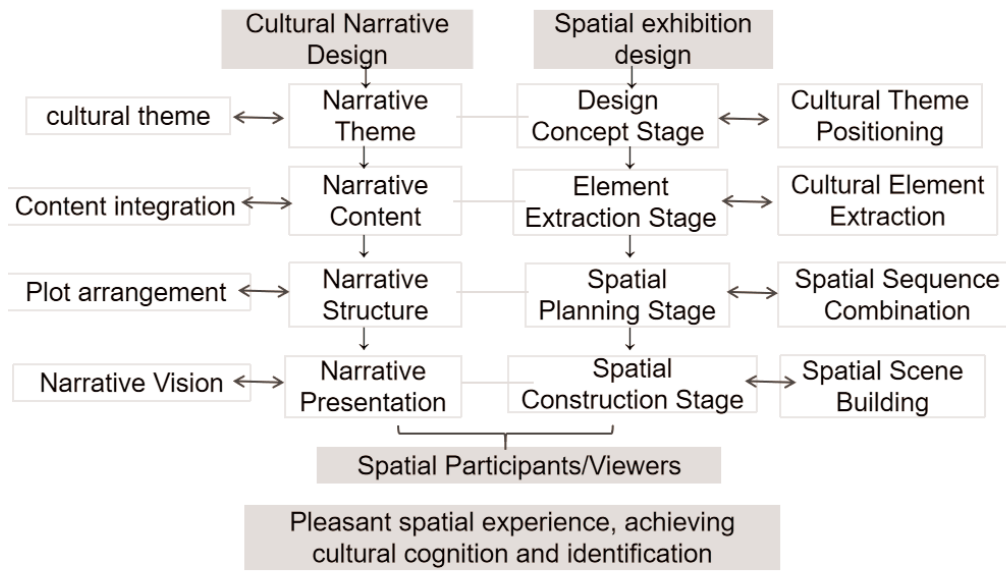 Cultural Narrative
Design
Spatial exhibition
design
cultural theme
Narrative
Theme
Design
Concept Stage
Cultural Theme
Positioning
Content integration
Narrative
Content
Element
Extraction Stage
Cultural Element
Extraction
Plot arrangement
Narrative
Structure
Spatial
Planning Stage
Spatial Sequence
Combination
Narrative Vision
Narrative
Presentation
Spatial
Construction Stage
Spatial Scene
Building
Spatial Participants/Viewers
Pleasant spatial experience, achieving
cultural cognition and identification